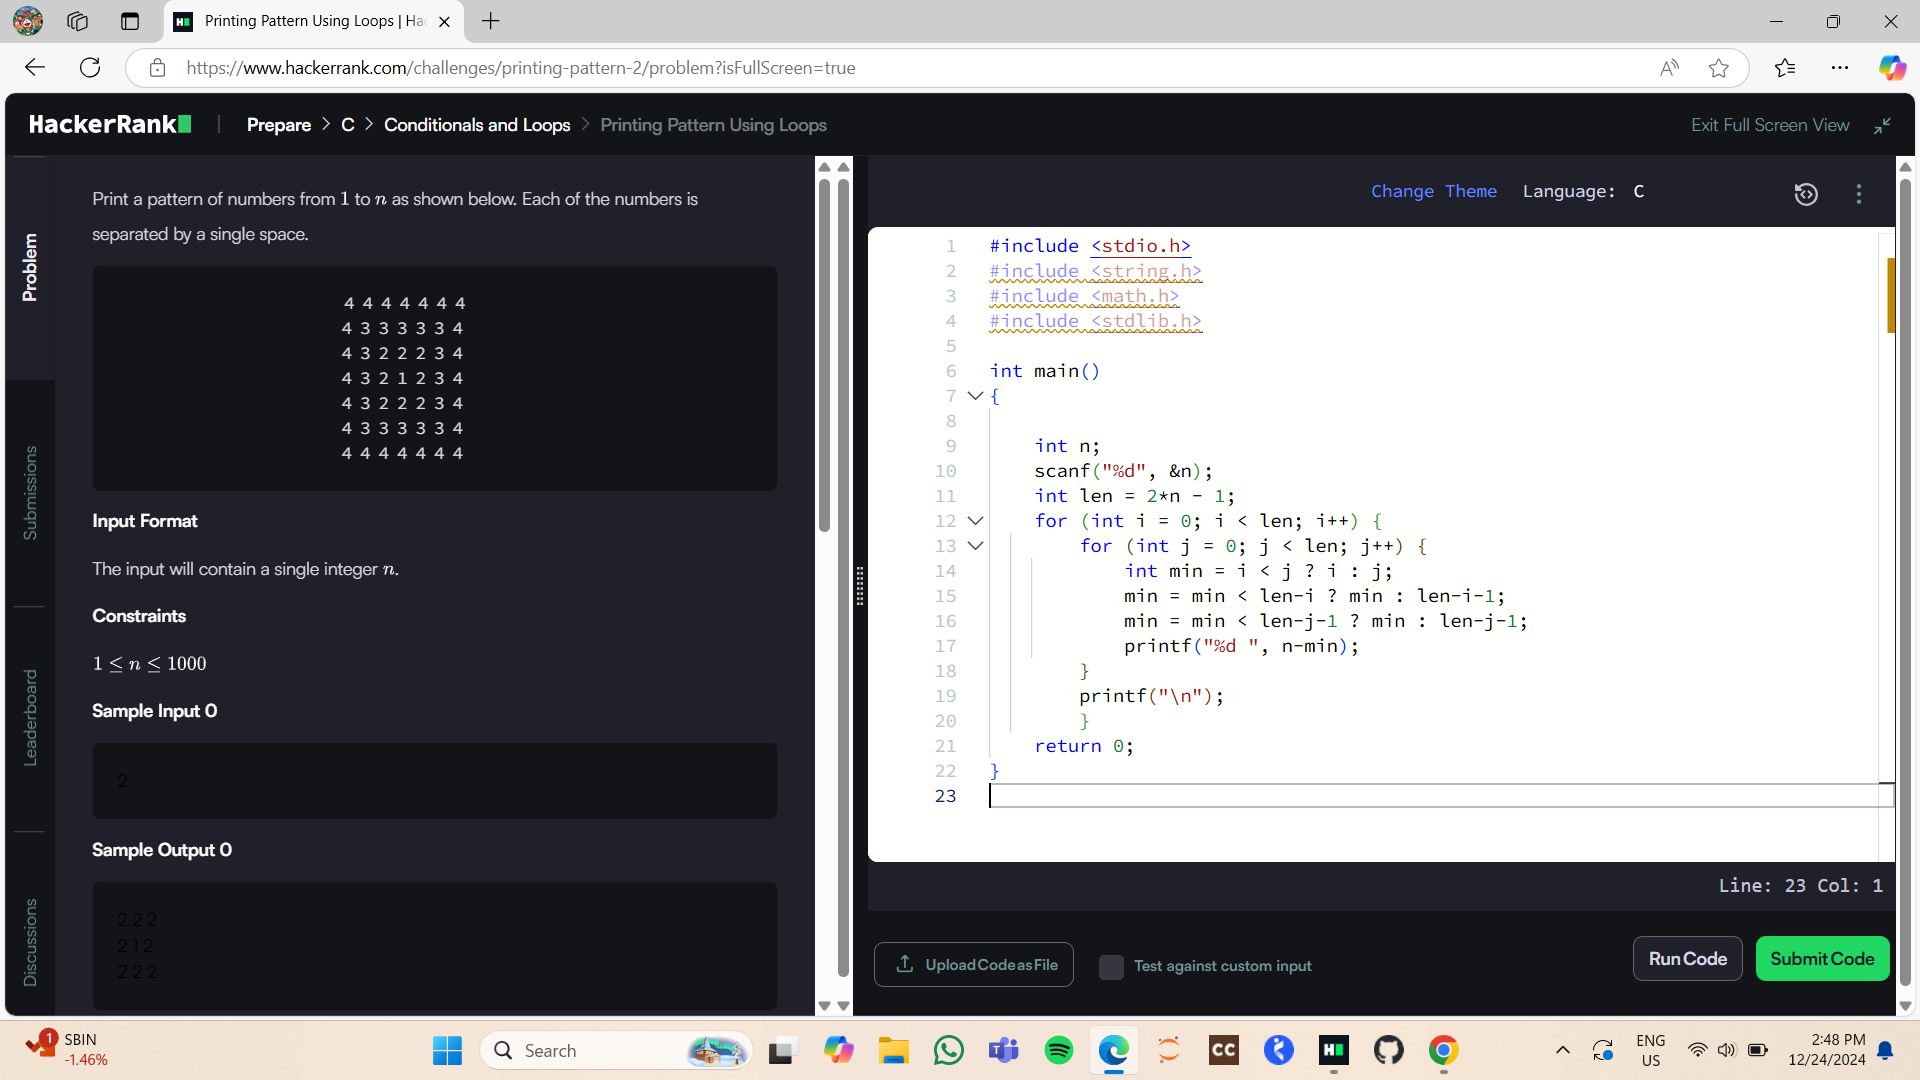 Printing Pattern Using Loops | Ha
https://www.hackerrank.com/challenges/printing-pattern-2/problem?isFullScreen=true
HackerRank | Prepare > C > Conditionals and Loops > Printing Pattern Using Loops
Exit Full Screen View
Problem
Submissions
Leaderboard
Discussions
Print a pattern of numbers from 1 to n as shown below. Each of the numbers is
separated by a single space.
4 4 4 4 4 4 4
4 3 3 3 3 3 4
4 3 2 2 2 3 4
4 3 2 1 2 3 4
4 3 2 2 2 3 4
4 3 3 3 3 3 4
4 4 4 4 4 4 4
Input Format
The input will contain a single integer n.
Constraints
1 ≤ n ≤ 1000
Sample Input 0
2
Sample Output 0
2 2 2
2 1 2
2 2 2
Change Theme Language: C
1 #include <stdio.h>
2 #include <string.h>
3 #include <math.h>
4 #include <stdlib.h>
5
6 int main()
7 {
8
9 int n;
10 scanf("%d", &n);
11 int len = 2*n - 1;
12 for (int i = 0; i < len; i++) {
13 for (int j = 0; j < len; j++) {
14 int min = i < j ? i : j;
15 min = min < len-i ? min : len-i-1;
16 min = min < len-j-1 ? min : len-j-1;
17 printf("%d ", n-min);
18 }
19 printf("\n");
20 }
21 return 0;
22 }
23
Line: 23 Col: 1
Upload Code as File
Test against custom input
Run Code
Submit Code
1
SBIN
-1.46%
Search
CC
ENG
US
2:48 PM
12/24/2024